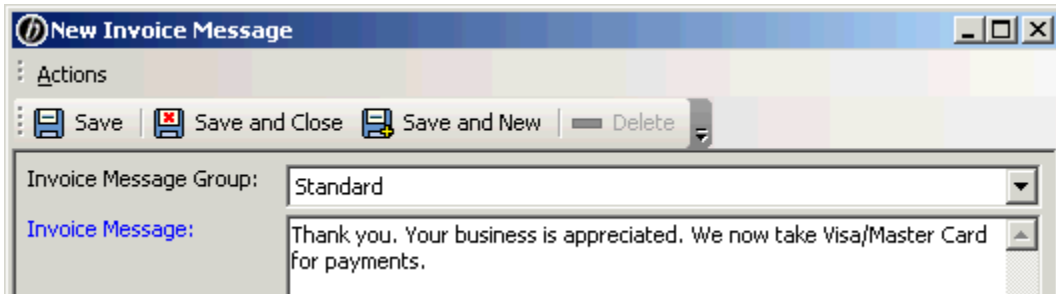 New Invoice Message
Actions
Save Save and Close Save and New Delete
Invoice Message Group: Standard
Invoice Message: Thank you. Your business is appreciated. We now take Visa/Master Card
for payments.